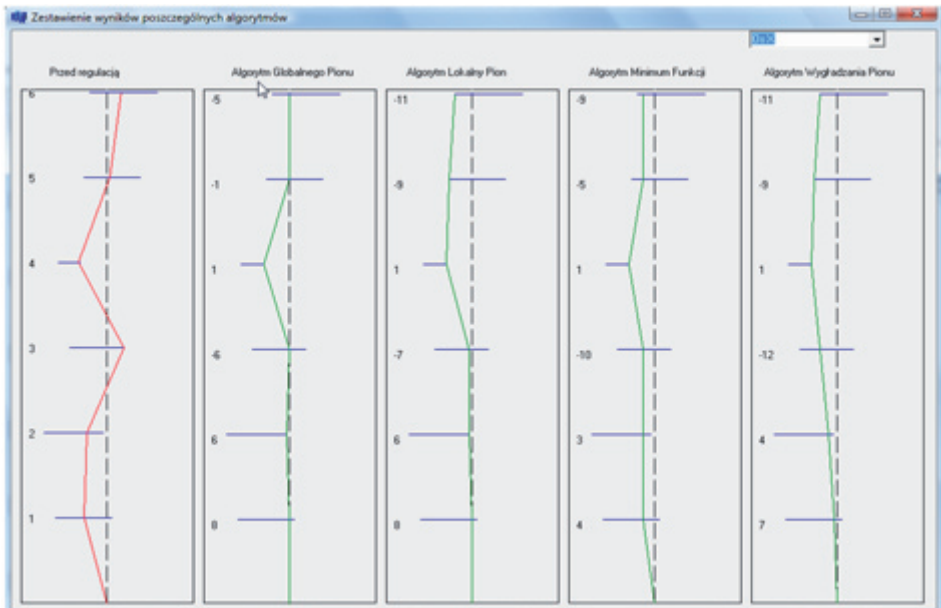 Zestawienie wyników poszczególnych algorytmów
Przed regulacją
Algorytm Globalnego Pionu
Algorytm Lokalny Pion
Algorytm Minimum Funkcji
Algorytm Wygładzania Pionu
6 -5 -11 -9 -11
5 -1 -9 -5 -9
4 1 1 1 1
3 -6 -7 -10 -12
2 6 6 3 4
1 8 8 4 7